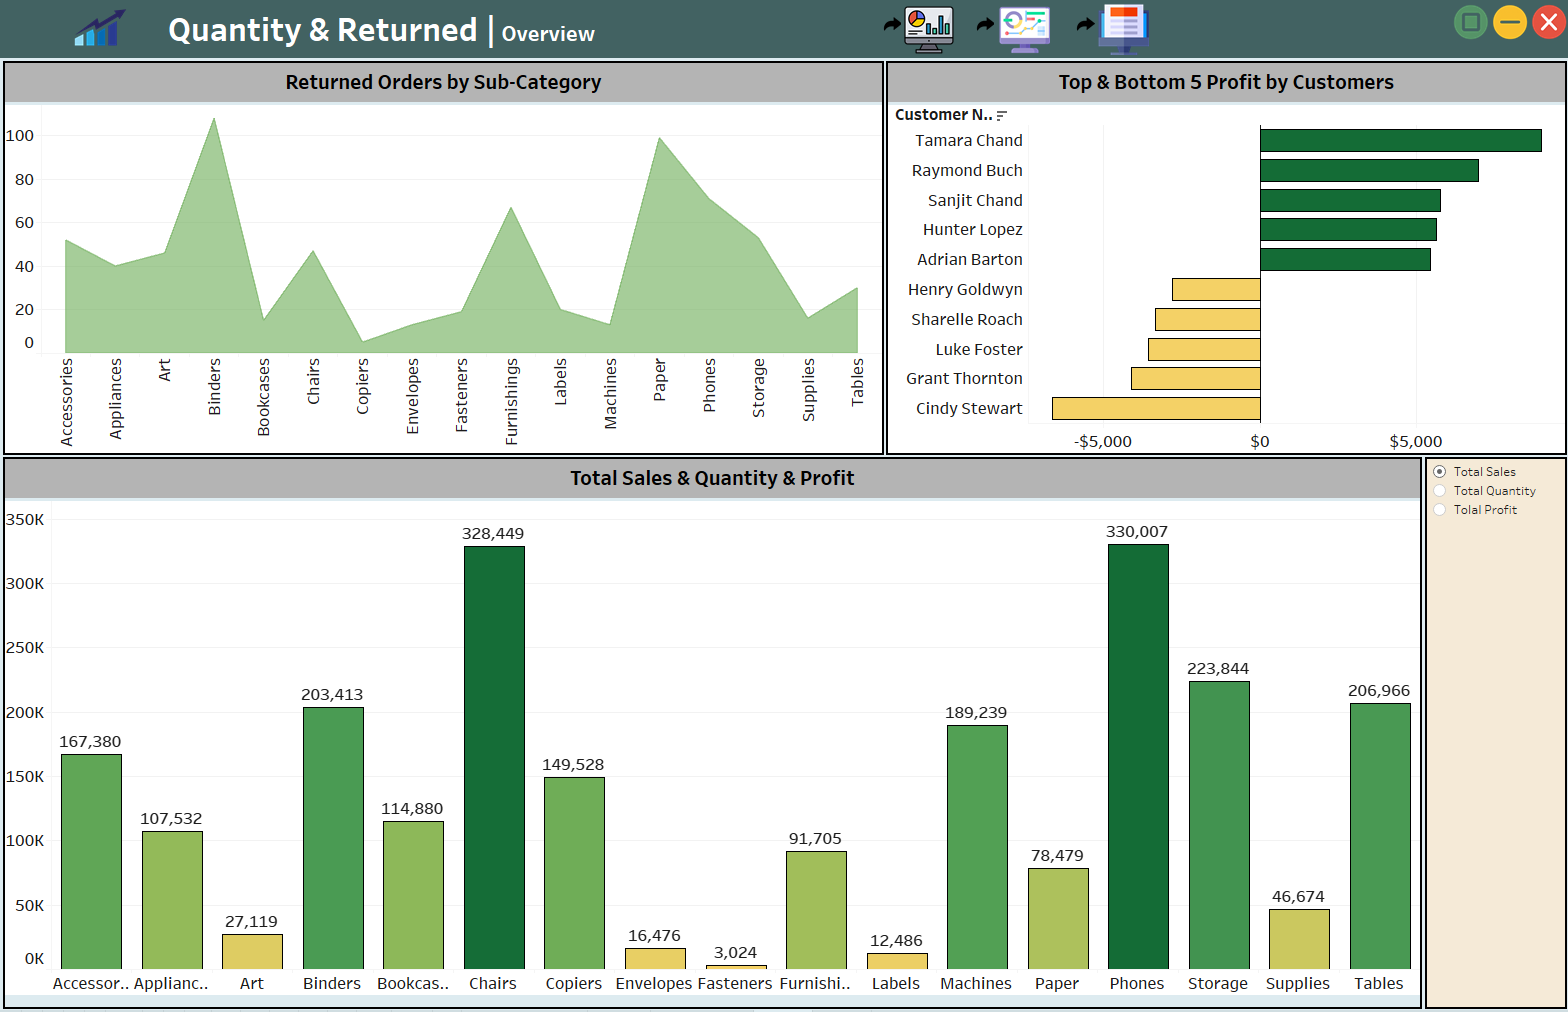 Quantity & Returned | Overview
Returned Orders by Sub-Category
100
80
60
40
20
0
Accessories
Appliances
Art
Binders
Bookcases
Chairs
Copiers
Envelopes
Fasteners
Furnishings
Labels
Machines
Paper
Phones
Storage
Supplies
Tables
Top & Bottom 5 Profit by Customers
Customer N..
Tamara Chand
Raymond Buch
Sanjit Chand
Hunter Lopez
Adrian Barton
Henry Goldwyn
Sharelle Roach
Luke Foster
Grant Thornton
Cindy Stewart
-$5,000 $0 $5,000
Total Sales & Quantity & Profit
350K
300K
250K
200K
150K
100K
50K
0K
167,380
107,532
27,119
203,413
114,880
328,449
149,528
16,476
3,024
91,705
12,486
189,239
78,479
330,007
223,844
46,674
206,966
Accessor.. Applianc.. Art Binders Bookcas.. Chairs Copiers Envelopes Fasteners Furnishi.. Labels Machines Paper Phones Storage Supplies Tables
Total Sales
Total Quantity
Tolal Profit